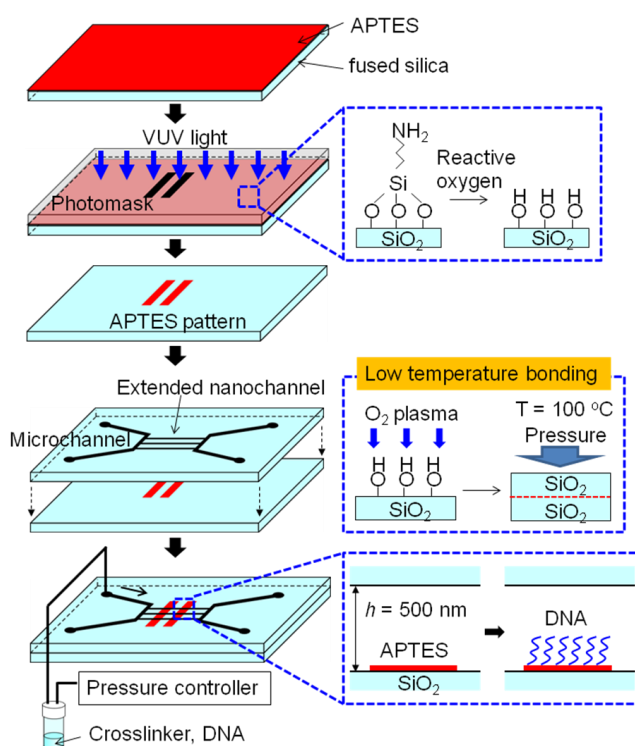 APTES
fused silica
VUV light
Photomask
NH2
Si
O O O
SiO2
Reactive
oxygen
H H H
O O O
SiO2
APTES pattern
Extended nanochannel
Microchannel
Low temperature bonding
O2 plasma
H H H
O O O
SiO2
T = 100 oC
Pressure
SiO2
SiO2
h = 500 nm
APTES
SiO2
DNA
Pressure controller
Crosslinker, DNA